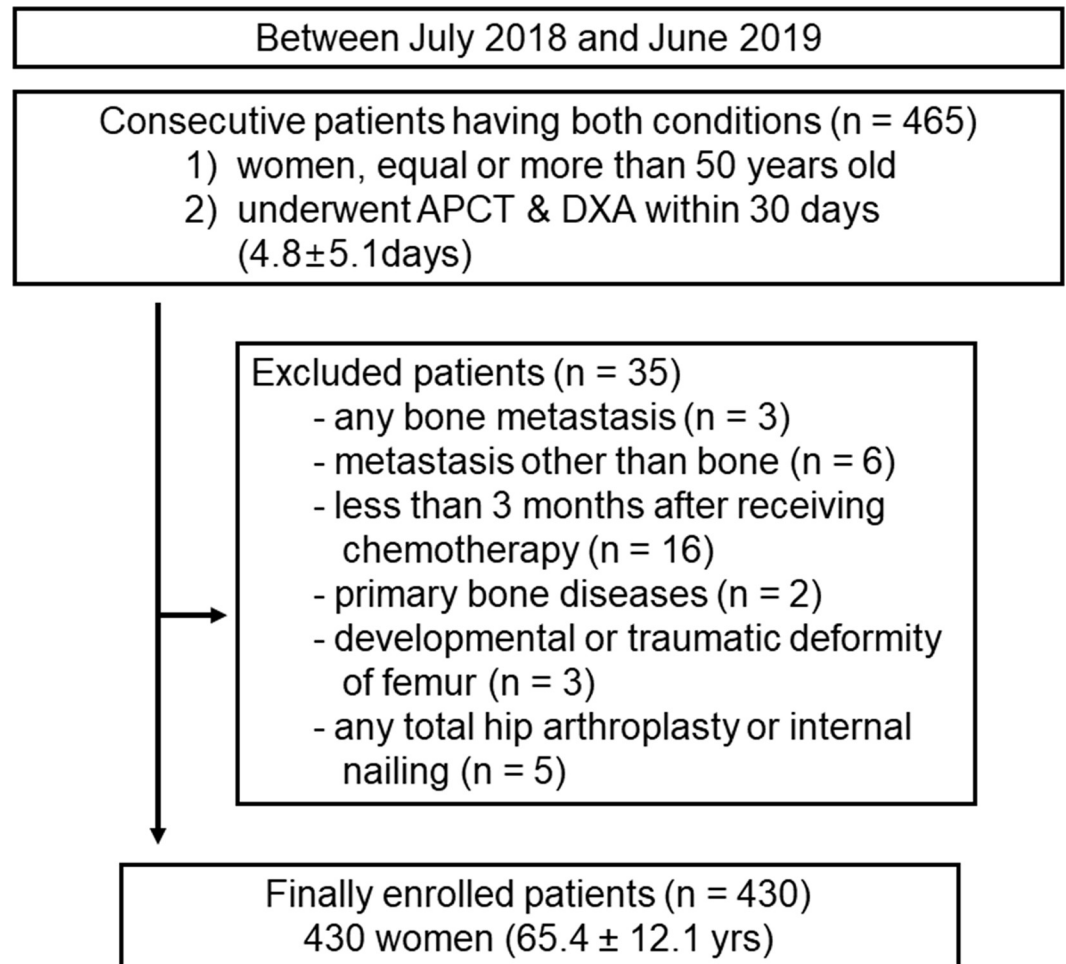 Between July 2018 and June 2019
Consecutive patients having both conditions (n = 465)
1) women, equal or more than 50 years old
2) underwent APCT & DXA within 30 days
(4.8±5.1days)
Excluded patients (n = 35)
- any bone metastasis (n = 3)
- metastasis other than bone (n = 6)
- less than 3 months after receiving
chemotherapy (n = 16)
- primary bone diseases (n = 2)
- developmental or traumatic deformity
of femur (n = 3)
- any total hip arthroplasty or internal
nailing (n = 5)
Finally enrolled patients (n = 430)
430 women (65.4 ± 12.1 yrs)